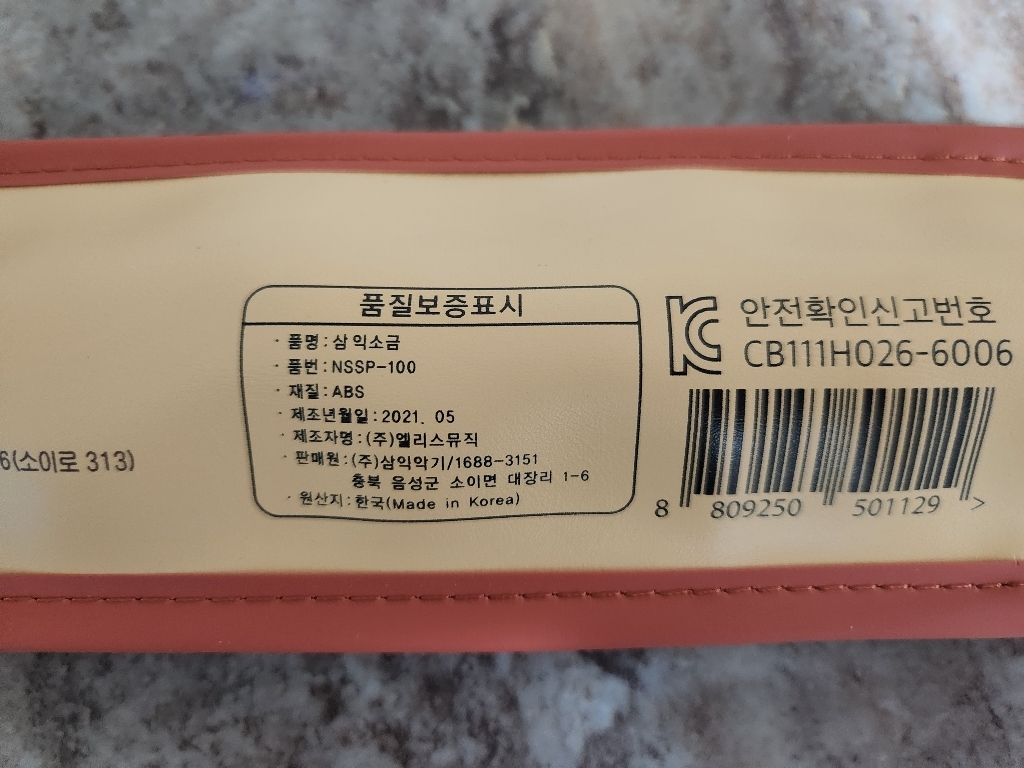 6(소이로 313)
품질보증표시
· 품명:삼익소금
· 품번:NSSP-100
· 재질:ABS
· 제조년월일:2021. 05
· 제조자명:(주)엘리스뮤직
· 판매원:(주)삼익악기/1688-3151
충북 음성군 소이면 대장리 1-6
· 원산지:한국(Made in Korea)
안전확인신고번호
CB111H026-6006
8 809250 501129 >